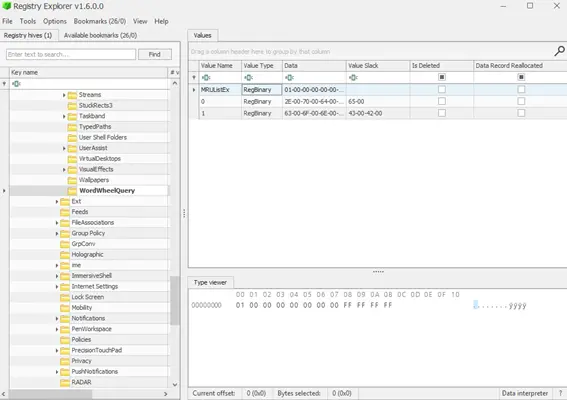 Registry Explorer v1.6.0.0
File Tools Options Bookmarks (26/0) View Help
Registry hives (1) Available bookmarks (26/0)
Enter text to search... Find
Key name # v
Streams
StuckRects3
Taskband
TypedPaths
User Shell Folders
UserAssist
VirtualDesktops
VisualEffects
Wallpapers
WordWheelQuery
Ext
Feeds
FileAssociations
Group Policy
GrpConv
Holographic
ime
ImmersiveShell
Internet Settings
Lock Screen
Mobility
Notifications
PenWorkspace
Policies
PrecisionTouchPad
Privacy
PushNotifications
RADAR
Values
Drag a column header here to group by that column
Value Name Value Type Data Value Slack Is Deleted Data Record Reallocated
MRUListEx RegBinary 01-00-00-00-00-00-...
0 RegBinary 2E-00-70-00-64-00-... 65-00
1 RegBinary 63-00-6F-00-6E-00-... 43-00-42-00
Type viewer
00 01 02 03 04 05 06 07 08 09 0A 0B 0C 0D 0E 0F 10
00000000 01 00 00 00 00 00 00 00 FF FF FF FF ........ÿÿÿÿ
Current offset: 0 (0x0) Bytes selected: 0 (0x0) Data interpreter ?